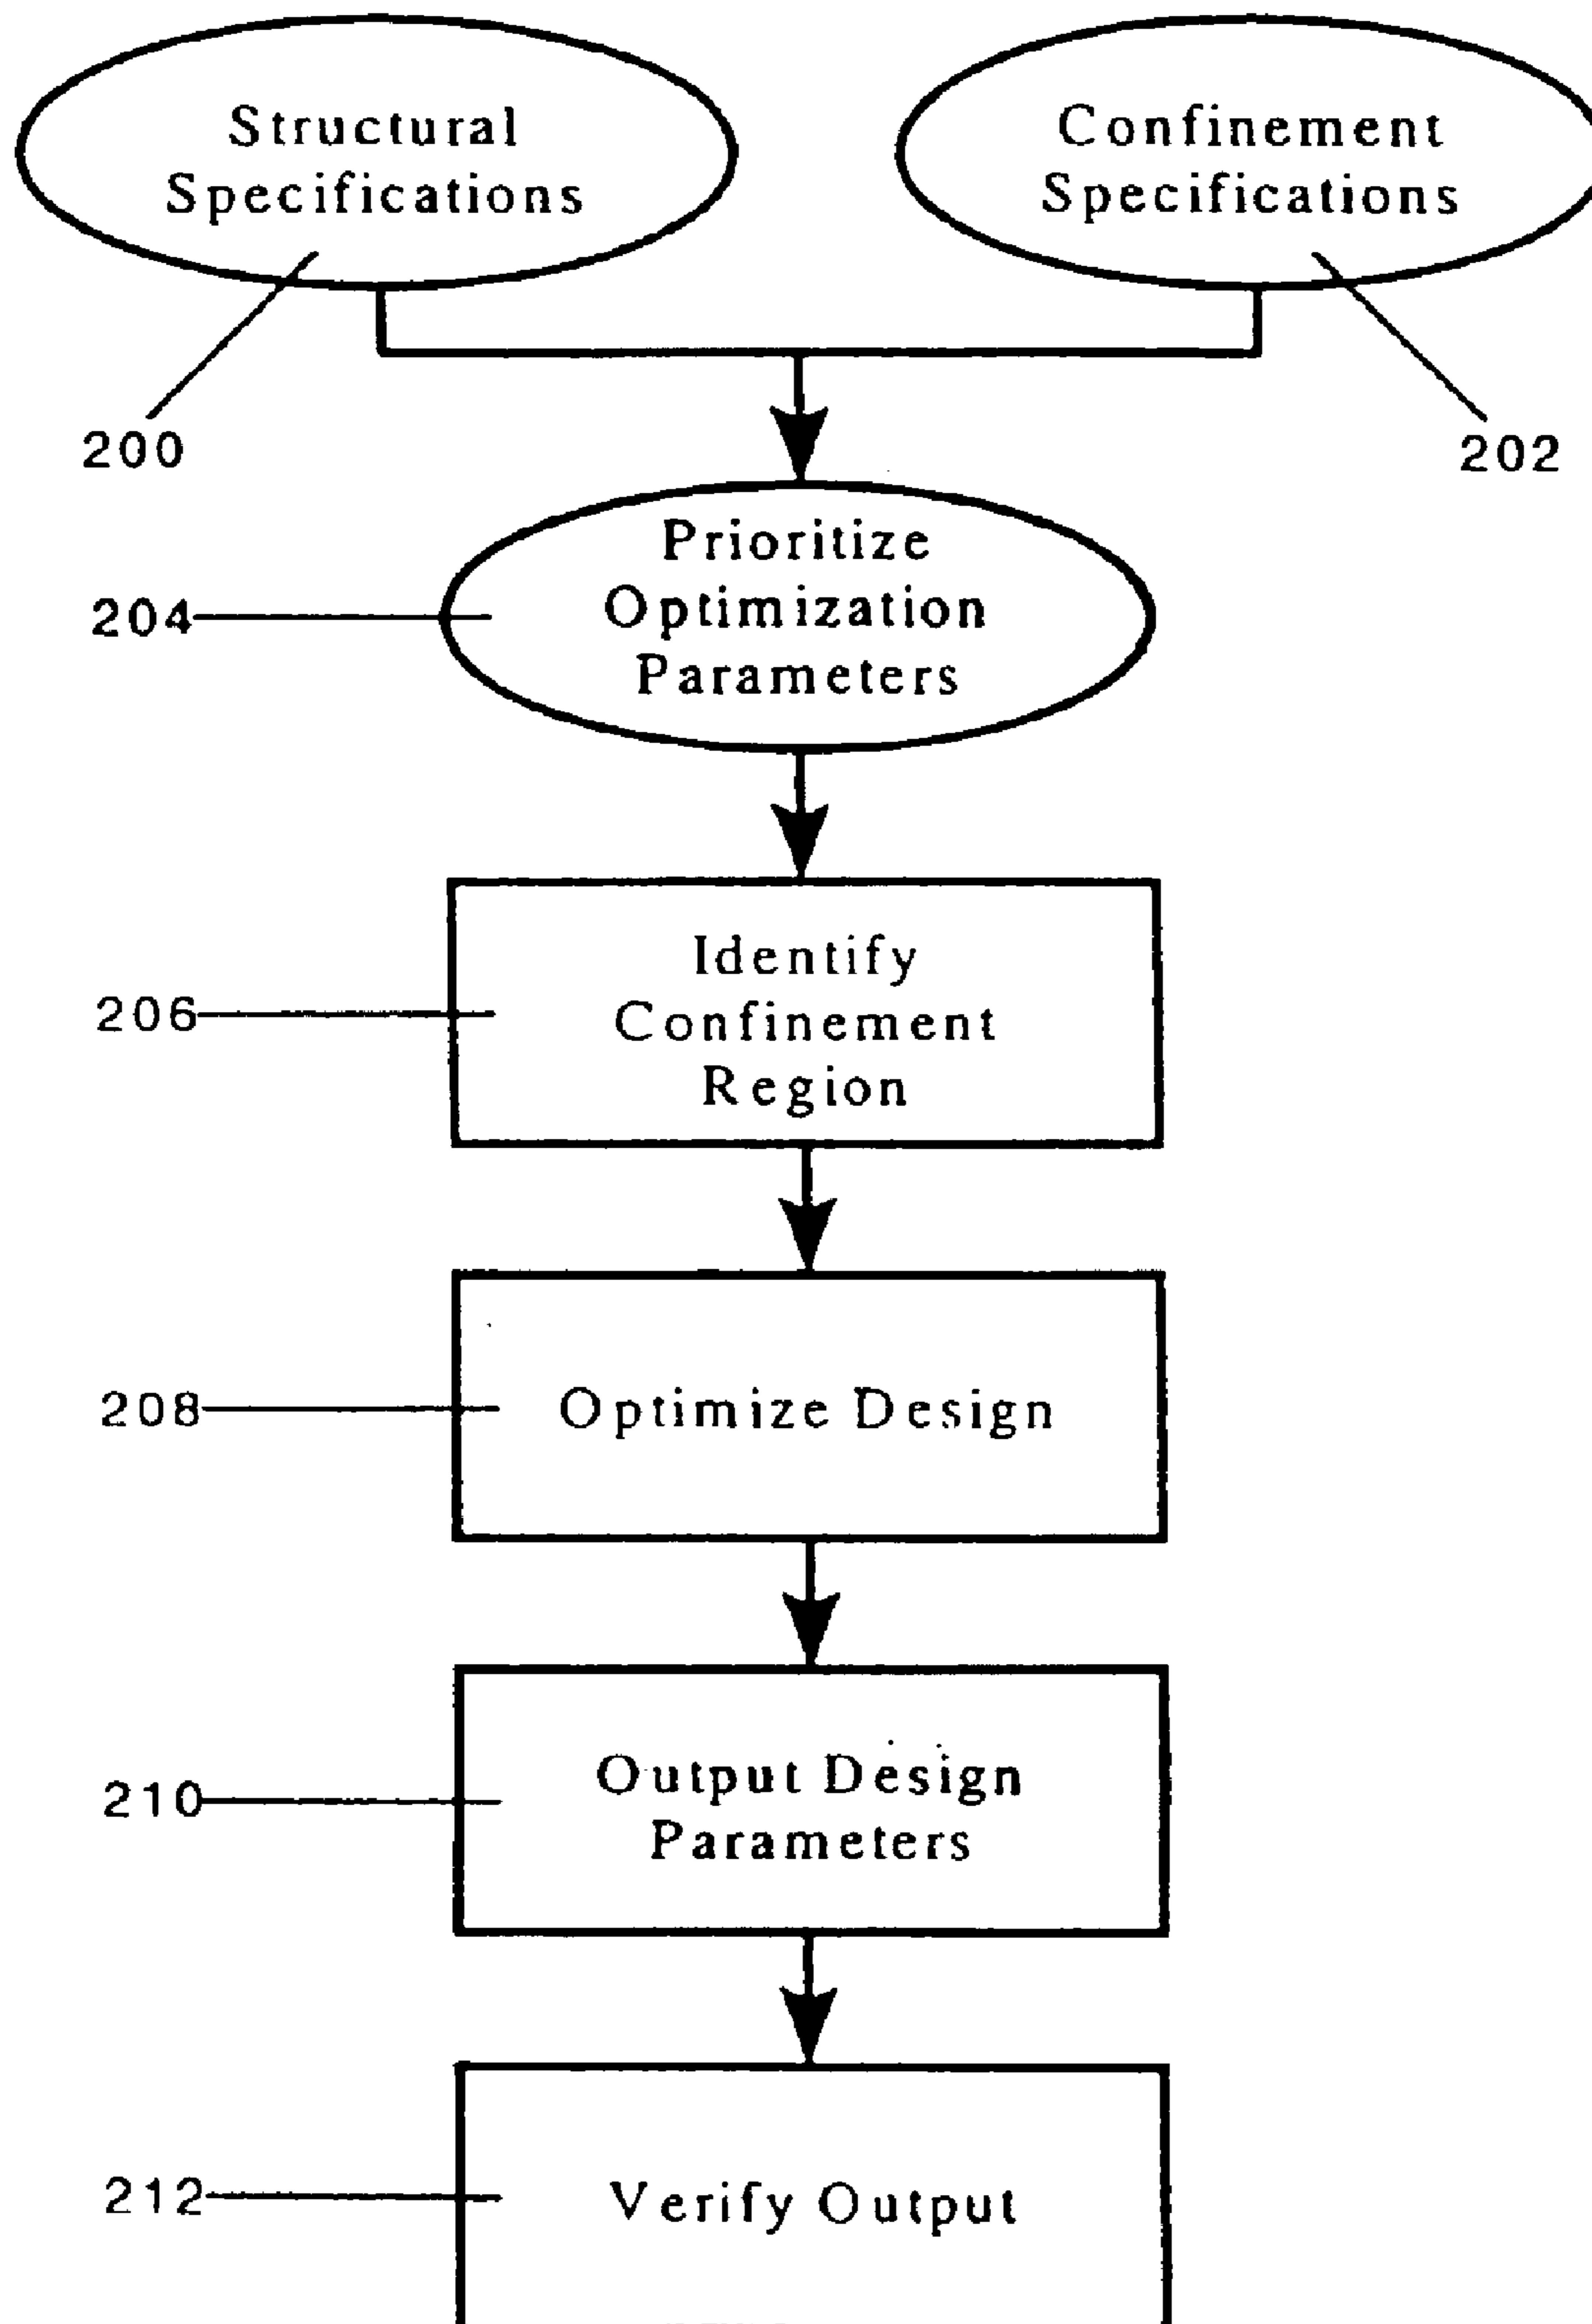 Structural
Specifications
Confinement
Specifications
200
202
Prioritize
Optimization
Parameters
204
Identify
Confinement
Region
206
Optimize Design
208
Output Design
Parameters
210
Verify Output
212